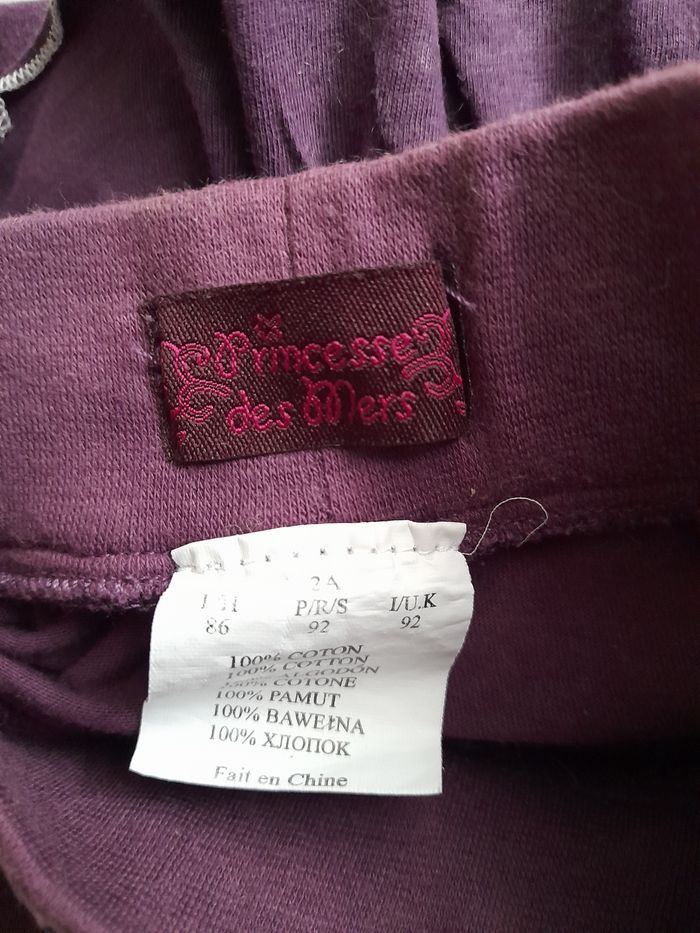 Princesse
des Mers
2A
P/R/S I/U.K
86 92 92
100% COTON
100% COTTON
ALGODÓN
COTONE
100% PAMUT
100% BAWEŁNA
100% ХЛОПОК
Fait en Chine